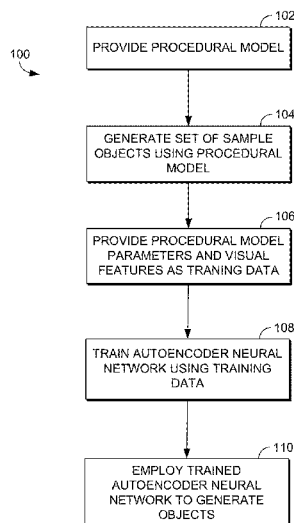 100
102
PROVIDE PROCEDURAL MODEL
104
GENERATE SET OF SAMPLE
OBJECTS USING PROCEDURAL
MODEL
106
PROVIDE PROCEDURAL MODEL
PARAMETERS AND VISUAL
FEATURES AS TRANING DATA
108
TRAIN AUTOENCODER NEURAL
NETWORK USING TRAINING
DATA
110
EMPLOY TRAINED
AUTOENCODER NEURAL
NETWORK TO GENERATE
OBJECTS